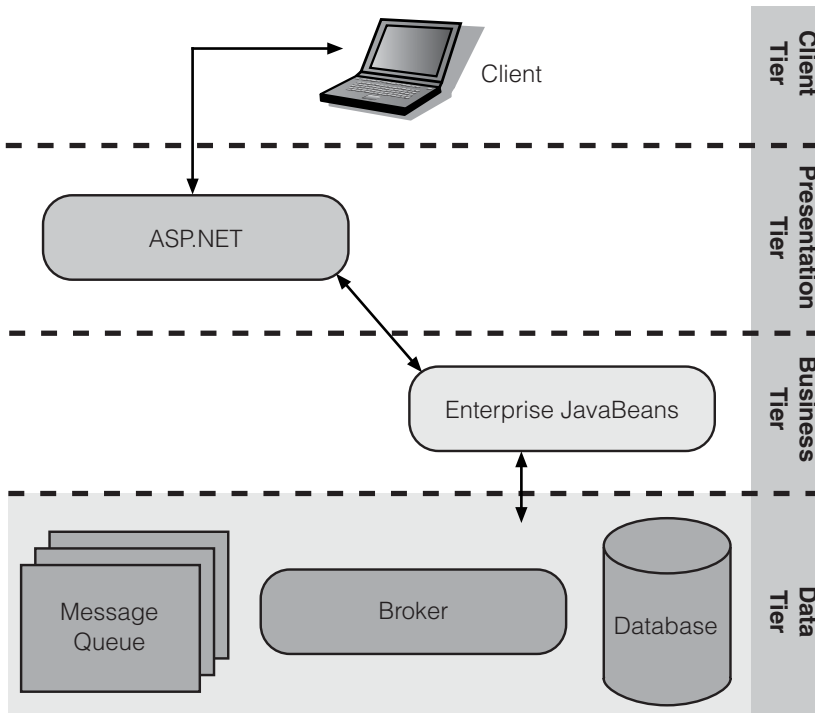 Client
Client
Tier
ASP.NET
Presentation
Tier
Enterprise JavaBeans
Business
Tier
Message
Queue
Broker
Database
Data
Tier